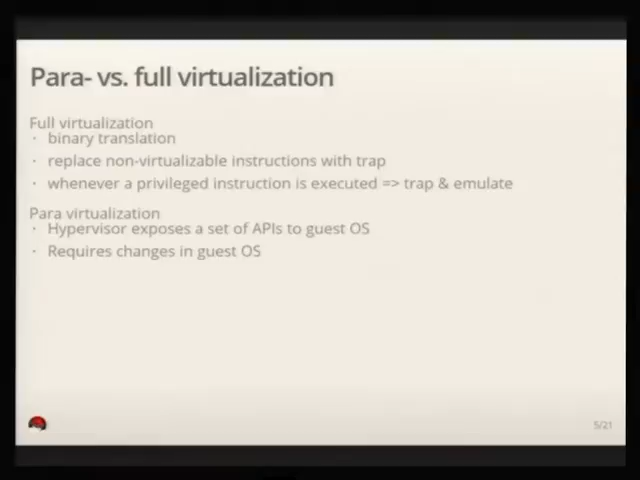 Para- vs. full virtualization
Full virtualization
· binary translation
· replace non-virtualizable instructions with trap
· whenever a privileged instruction is executed => trap & emulate
Para virtualization
· Hypervisor exposes a set of APIs to guest OS
· Requires changes in guest OS
5/21